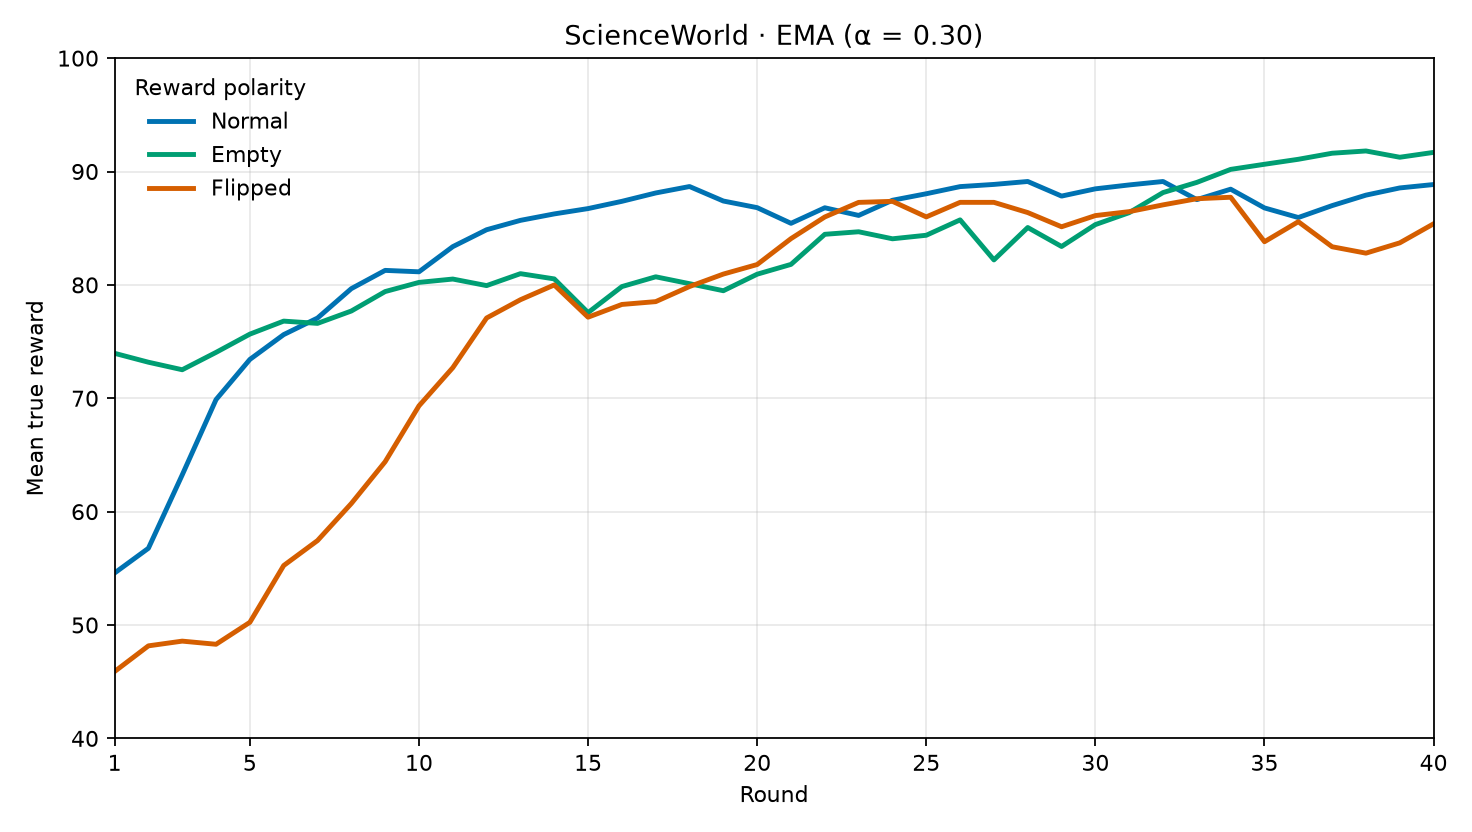 ScienceWorld · EMA (α = 0.30)
Reward polarity
Normal
Empty
Flipped
Mean true reward
100
90
80
70
60
50
40
1 5 10 15 20 25 30 35 40
Round